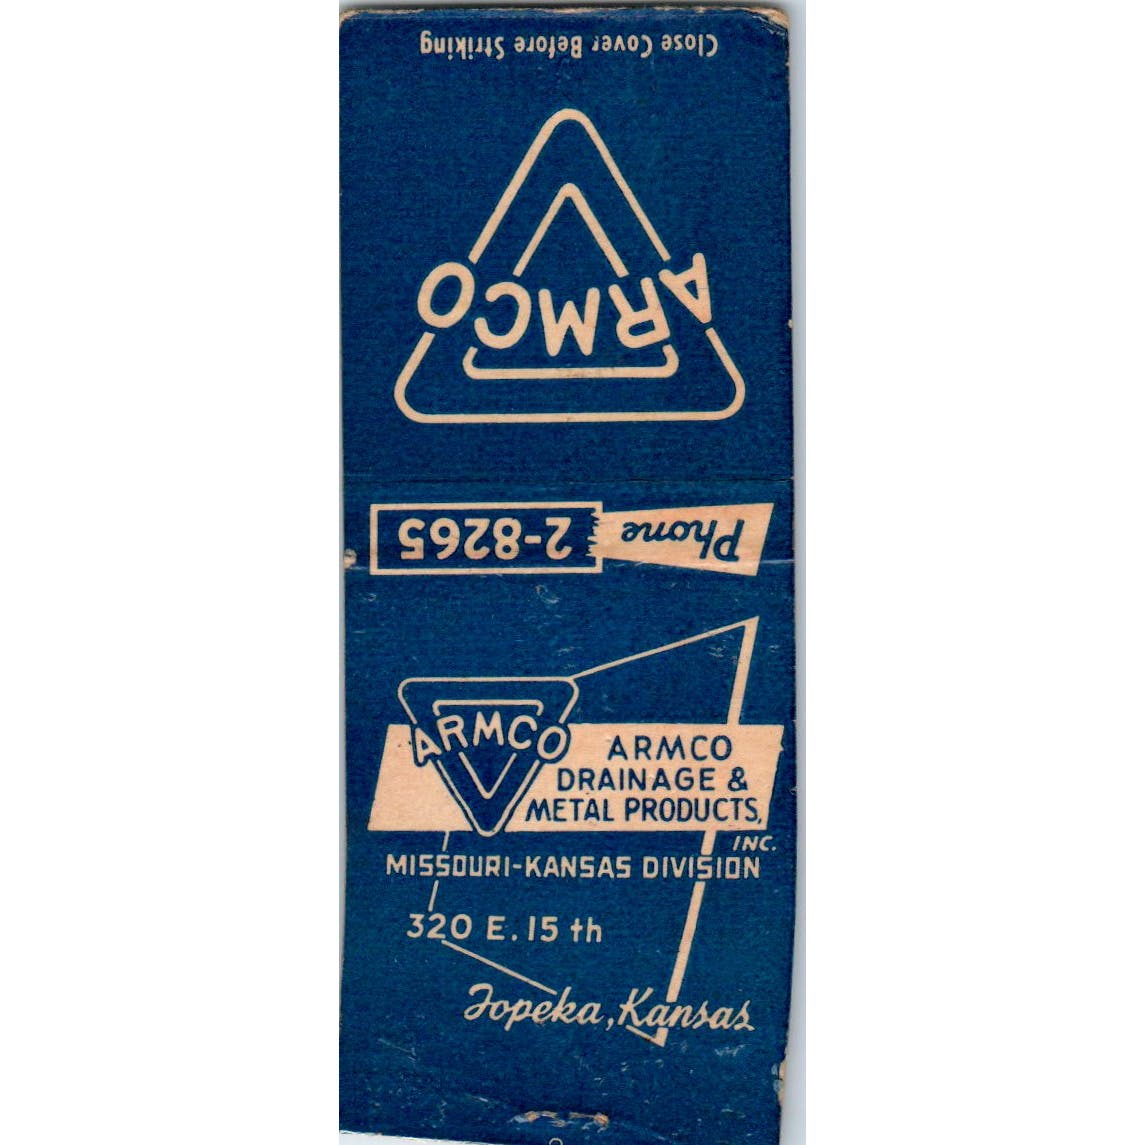 Close Cover Before Striking
ARMCO
Phone 2-8265
ARMCO
ARMCO
DRAINAGE &
METAL PRODUCTS,
INC.
MISSOURI-KANSAS DIVISION
320 E. 15 th
Topeka, Kansas